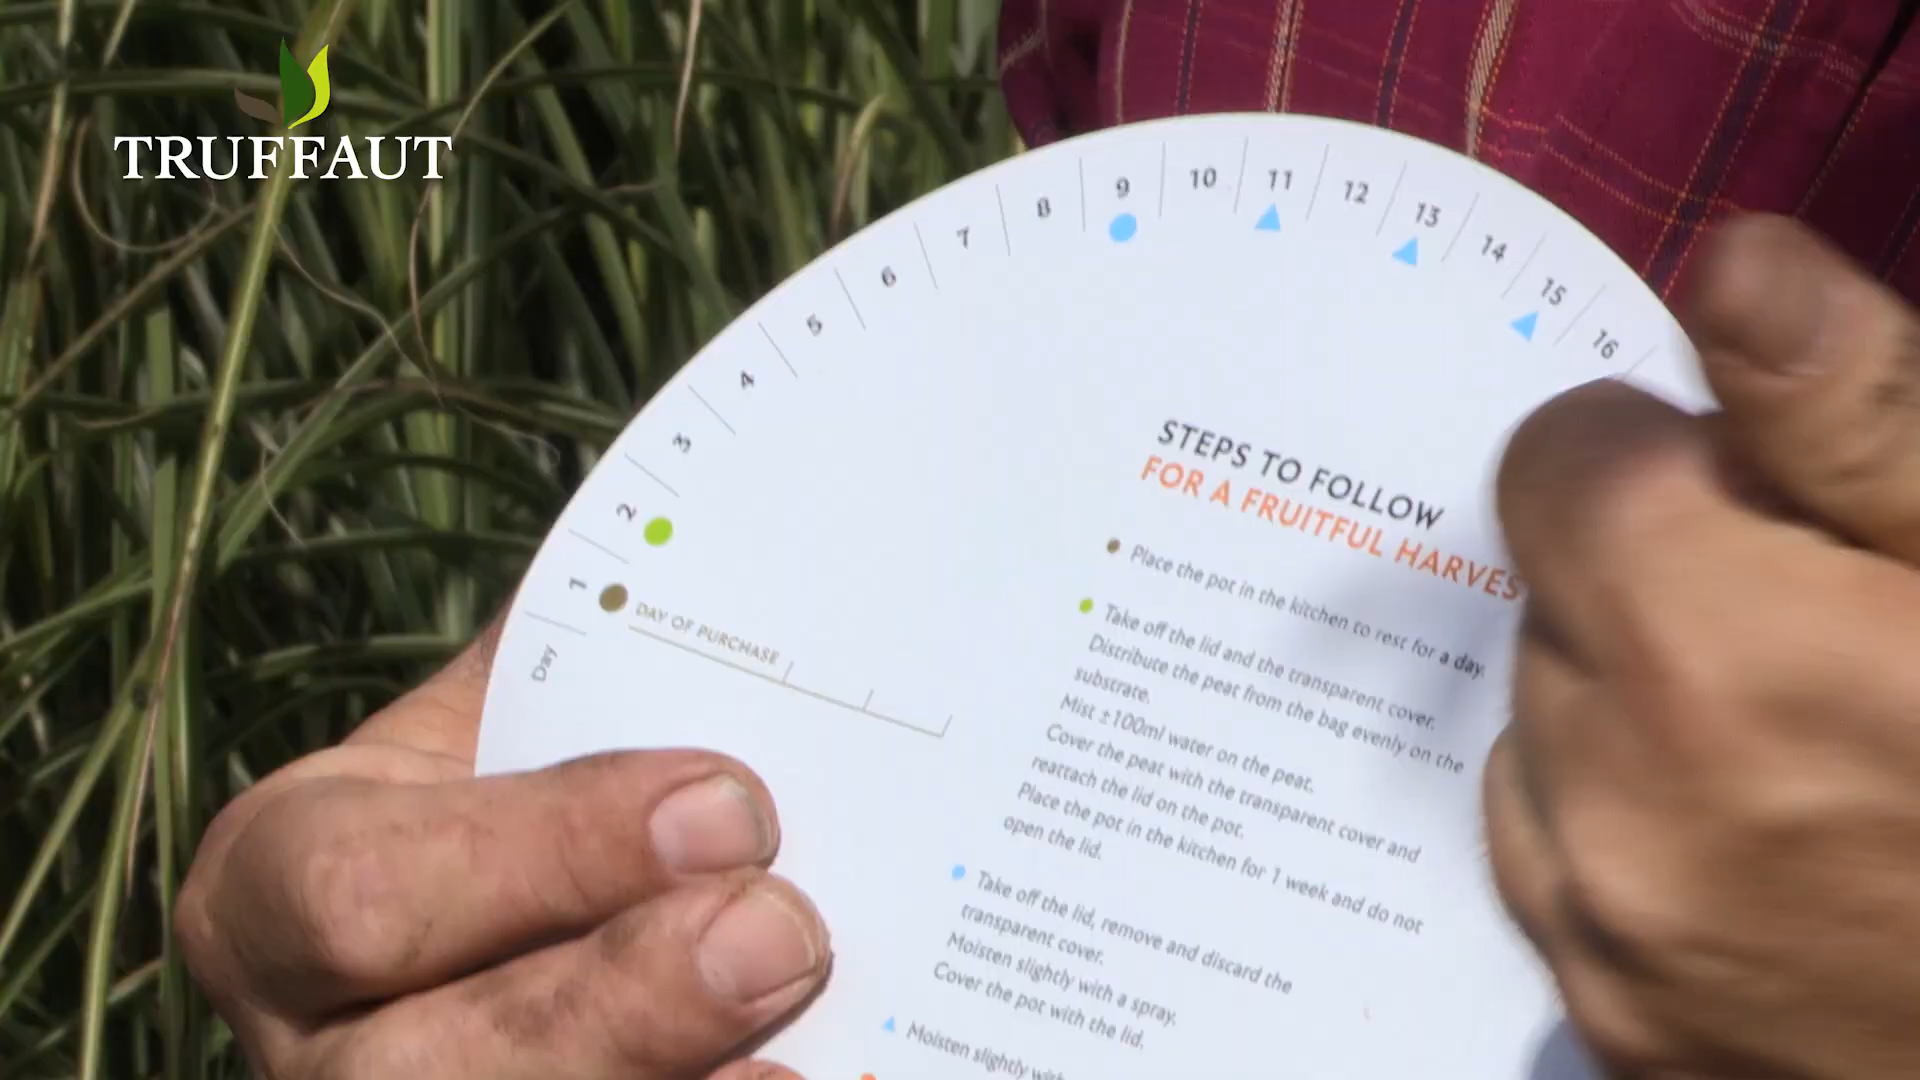 TRUFFAUT
Day
1
2
3
4
5
6
7
8
9
10
11
12
13
14
15
16
DAY OF PURCHASE
STEPS TO FOLLOW
FOR A FRUITFUL HARVES
Place the pot in the kitchen to rest for a day.
Take off the lid and the transparent cover.
Distribute the peat from the bag evenly on the
substrate.
Mist ±100ml water on the peat.
Cover the peat with the transparent cover and
reattach the lid on the pot.
Place the pot in the kitchen for 1 week and do not
open the lid.
Take off the lid, remove and discard the
transparent cover.
Moisten slightly with a spray.
Cover the pot with the lid.
Moisten slightly with